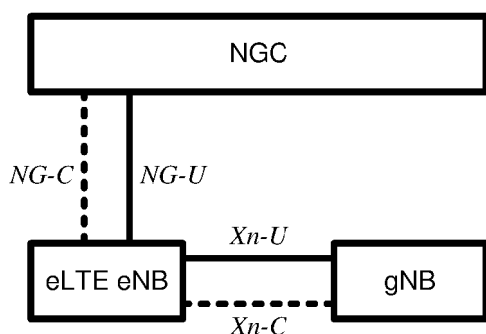 NGC
NG-C
NG-U
Xn-U
eLTE eNB
gNB
Xn-C